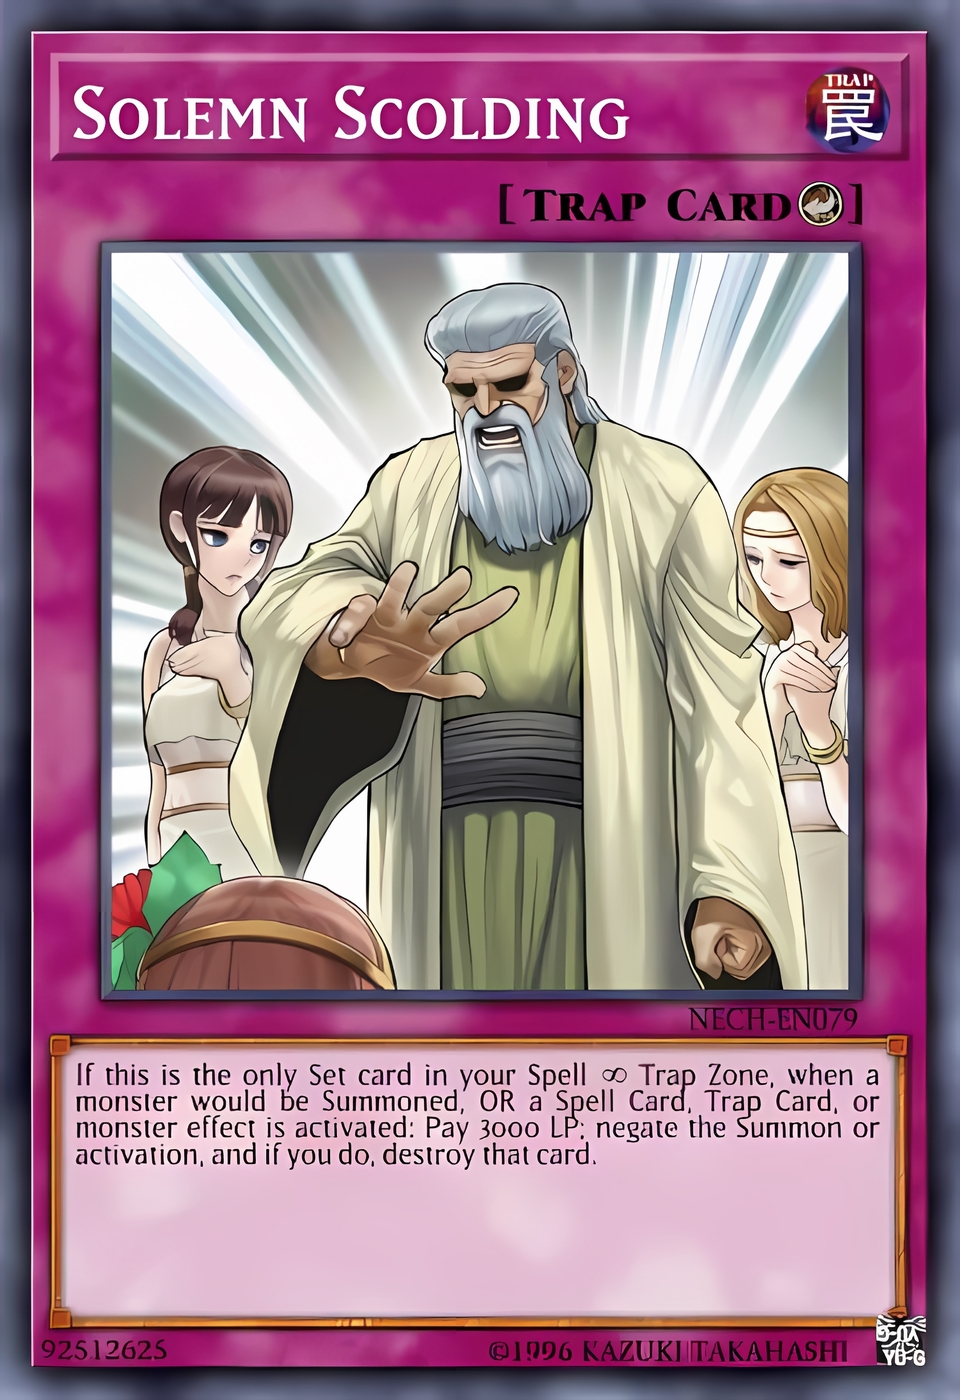 SOLEMN SCOLDING
TRAP
罠
[TRAP CARD]
NECH-EN079
If this is the only Set card in your Spell ∞ Trap Zone, when a
monster would be Summoned, OR a Spell Card, Trap Card, or
monster effect is activated: Pay 3000 LP; negate the Summon or
activation, and if you do, destroy that card.
92512625
©1996 KAZUKI TAKAHASHI